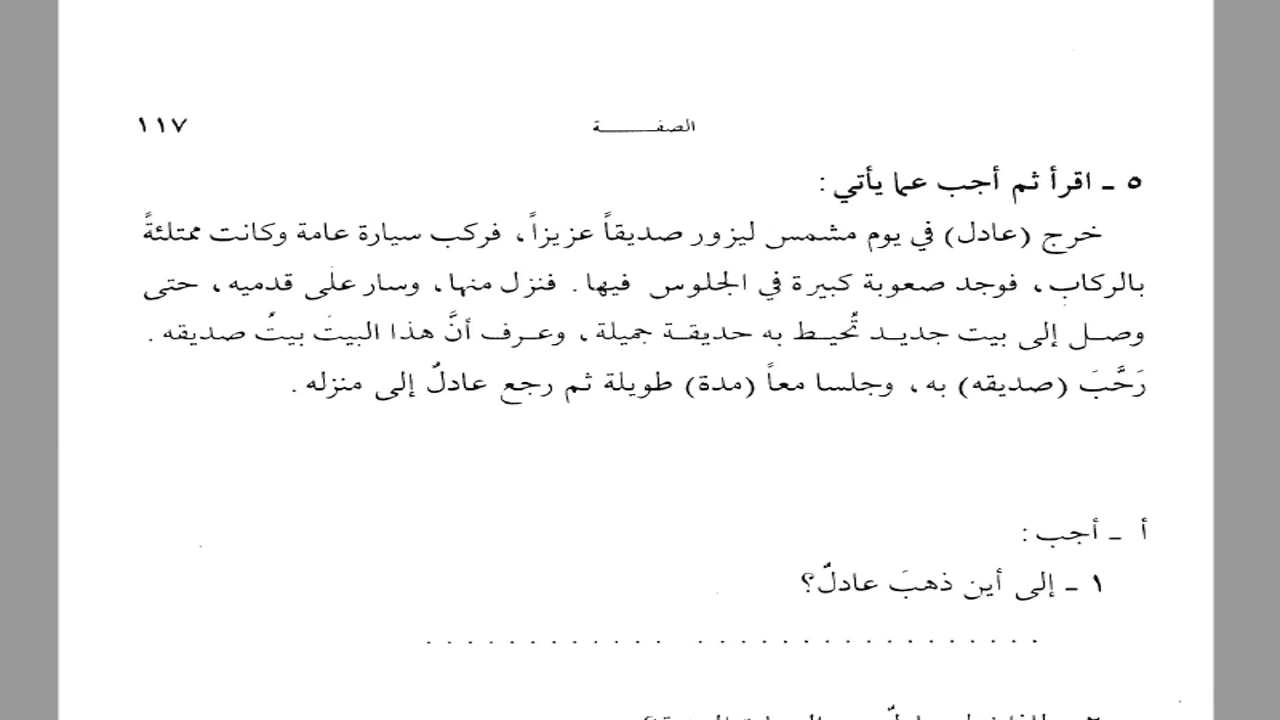 الصفـــــــة ١١٧
٥ ـ اقرأ ثم أجب عما يأتي :
خرج (عادل) في يوم مشمس ليزور صديقاً عزيزاً، فركب سيارة عامة وكانت ممتلئةً
بالركاب، فوجد صعوبة كبيرة في الجلوس فيها. فنزل منها، وسار على قدميه، حتى
وصل إلى بيت جديد تُحيط به حديقة جميلة، وعرف أنَّ هذا البيتَ بيتُ صديقه.
رَحَّبَ (صديقه) به، وجلسا معاً (مدة) طويلة ثم رجع عادلٌ إلى منزله.
أ ـ أجب :
١ ـ إلى أين ذهبَ عادلٌ؟
. . . . . . . . . . . . . . . . . . . . . . . . . .